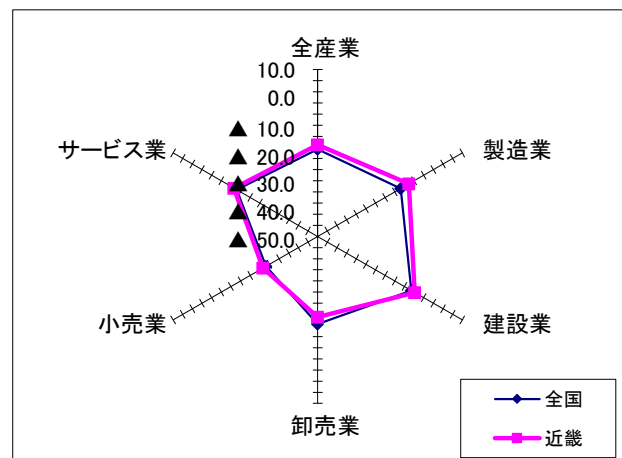 全産業
10.0
0.0
▲ 10.0
▲ 20.0
▲ 30.0
▲ 40.0
▲ 50.0
サービス業
製造業
小売業
建設業
卸売業
全国
近畿